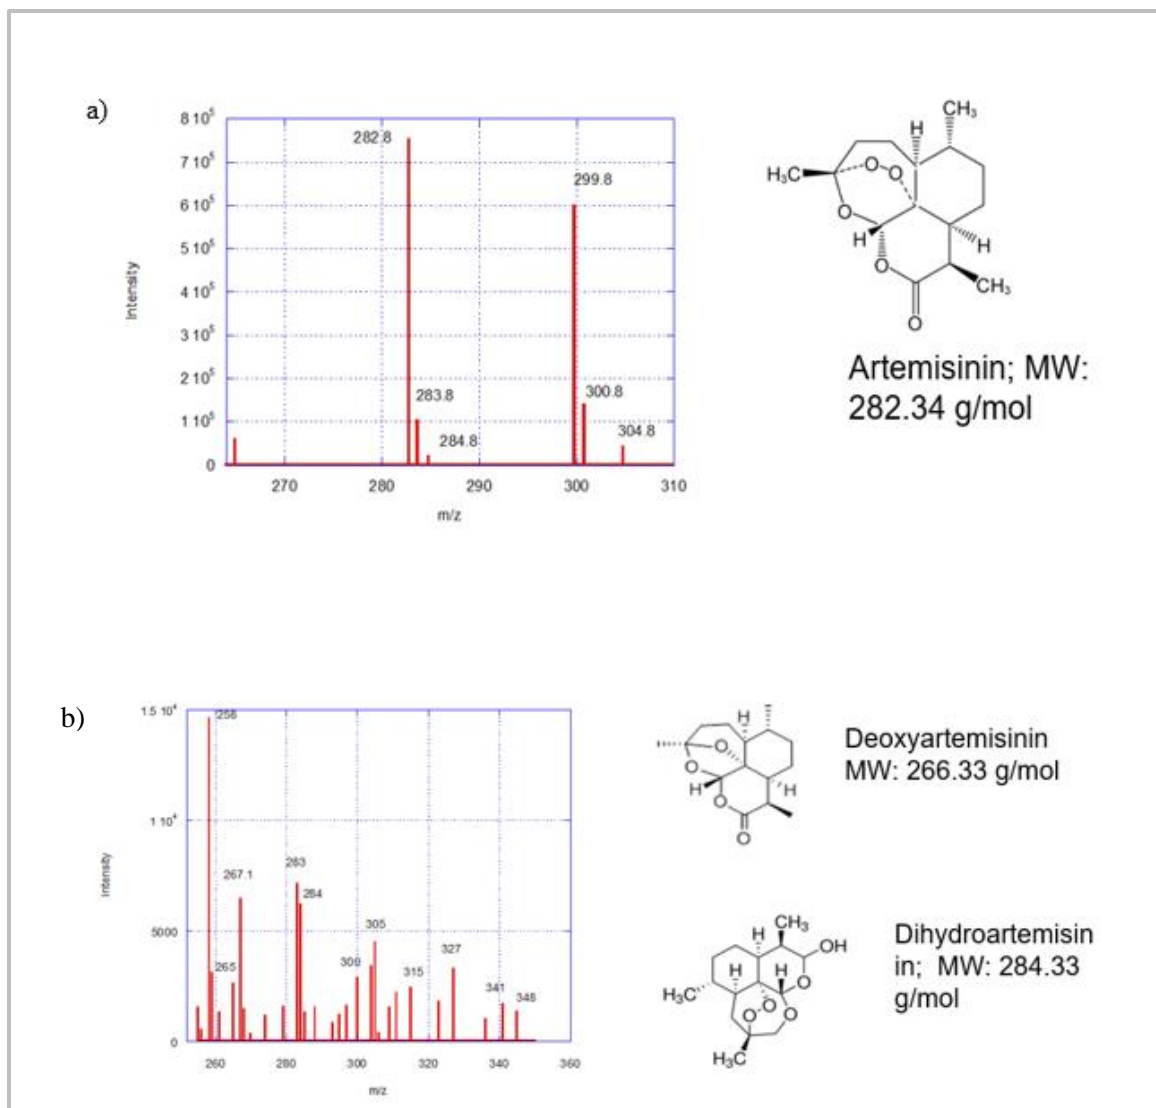 a)
8 10⁵
7 10⁵
6 10⁵
5 10⁵
4 10⁵
3 10⁵
2 10⁵
1 10⁵
0
Intensity
282.8
283.8
284.8
299.8
300.8
304.8
270 280 290 300 310
m/z
CH₃
H
H₃C
O
O
O
H
H
O
CH₃
O
Artemisinin; MW:
282.34 g/mol
b)
1.5 10⁴
1 10⁴
5000
0
Intensity
258
265
267.1
283
284
300
305
315
327
341
345
260 280 300 320 340 360
m/z
H
O
O
H
H
O
O
Deoxyartemisinin
MW: 266.33 g/mol
CH₃
H
OH
H
H
O
H₃C
O
O
O
H₃C
Dihydroartemisin
in; MW: 284.33
g/mol